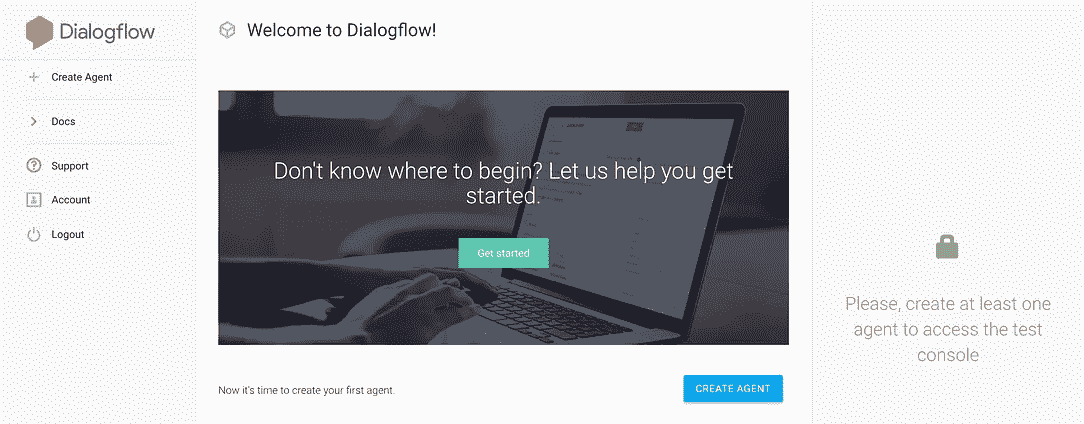 Dialogflow
Create Agent
Docs
Support
Account
Logout
Welcome to Dialogflow!
Don't know where to begin? Let us help you get
started.
Get started
Now it's time to create your first agent.
CREATE AGENT
Please, create at least one
agent to access the test
console